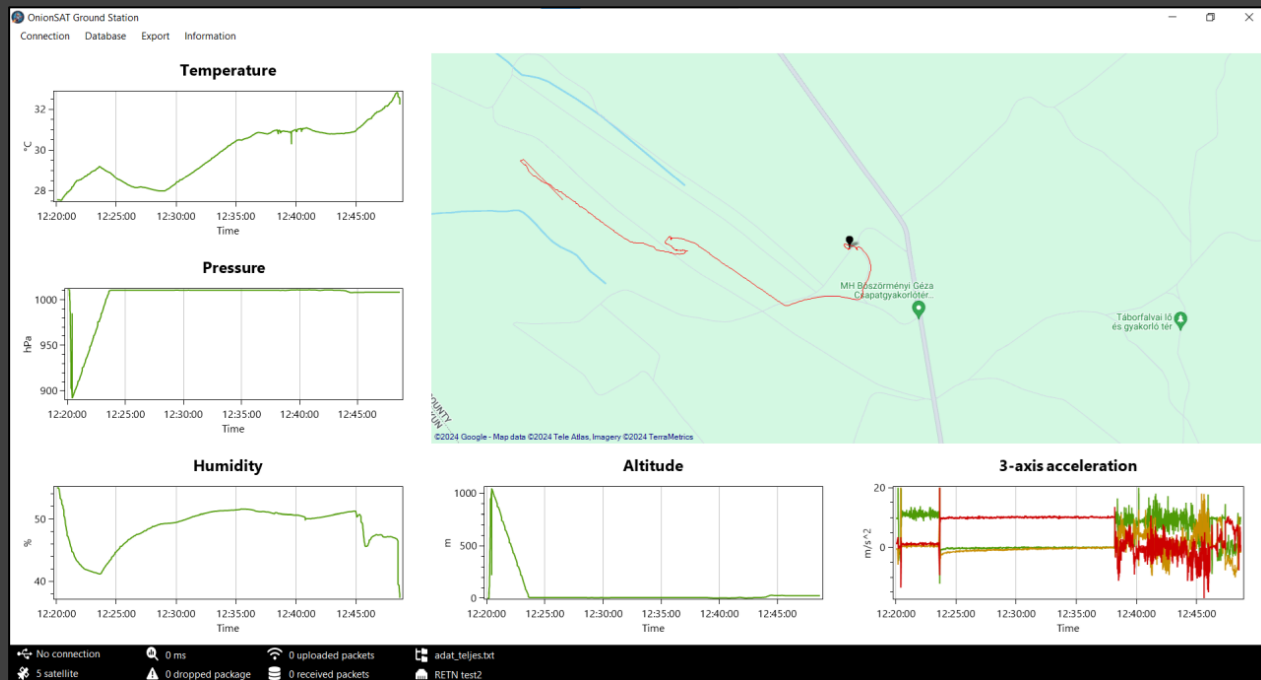 OnionSAT Ground Station
Connection Database Export Information
Temperature
°C
32
30
28
12:20:00 12:25:00 12:30:00 12:35:00 12:40:00 12:45:00
Time
Pressure
hPa
1000
950
900
12:20:00 12:25:00 12:30:00 12:35:00 12:40:00 12:45:00
Time
MH Böszörményi Géza
Csapatgyakorlótér...
Táborfalvai lő
és gyakorló tér
OUNTY
KUN
©2024 Google - Map data ©2024 Tele Atlas, Imagery ©2024 TerraMetrics
Humidity
%
50
40
12:20:00 12:25:00 12:30:00 12:35:00 12:40:00 12:45:00
Time
Altitude
m
1000
500
0
12:20:00 12:25:00 12:30:00 12:35:00 12:40:00 12:45:00
Time
3-axis acceleration
m/s^2
20
0
12:20:00 12:25:00 12:30:00 12:35:00 12:40:00 12:45:00
Time
No connection 0 ms 0 uploaded packets adat_teljes.txt
5 satellite 0 dropped package 0 received packets RETN test2